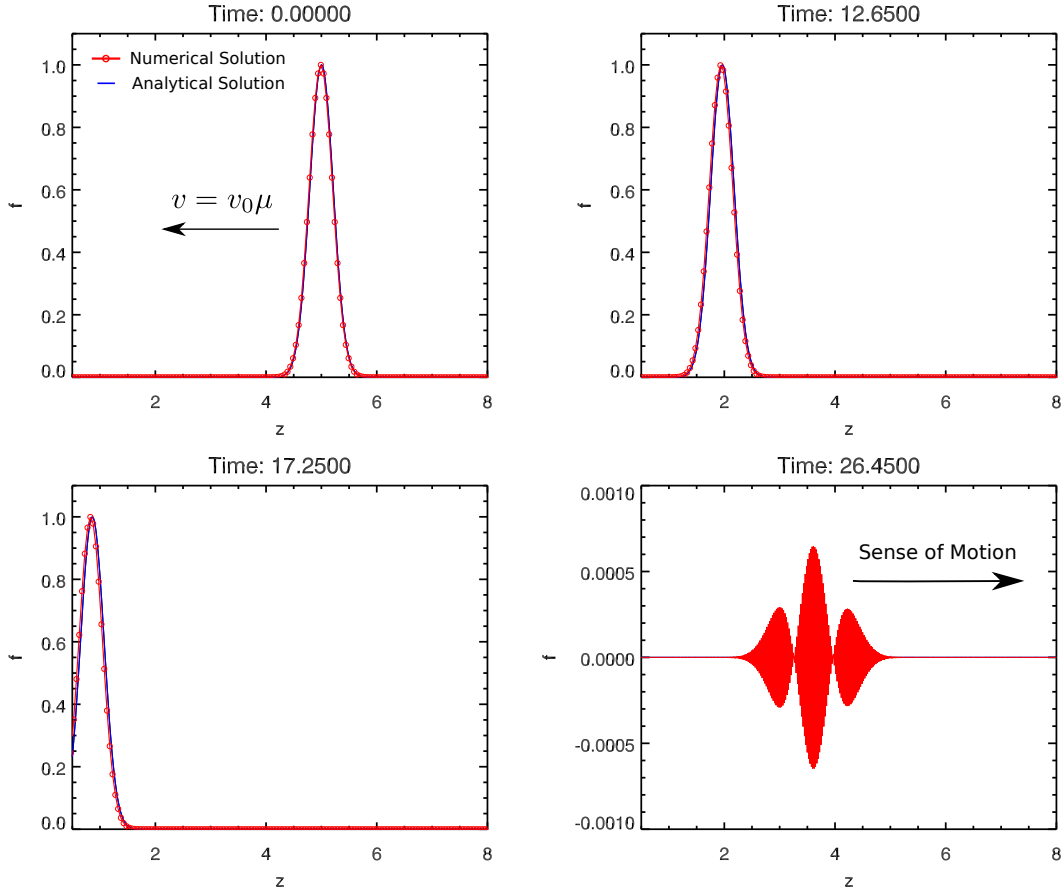 Time: 0.00000
1.0
0.8
0.6
0.4
0.2
0.0
f
Numerical Solution
Analytical Solution
v = v₀μ
2
4
6
8
z
Time: 12.6500
1.0
0.8
0.6
0.4
0.2
0.0
f
2
4
6
8
z
Time: 17.2500
1.0
0.8
0.6
0.4
0.2
0.0
f
2
4
6
8
z
Time: 26.4500
0.0010
0.0005
0.0000
-0.0005
-0.0010
f
Sense of Motion
2
4
6
8
z